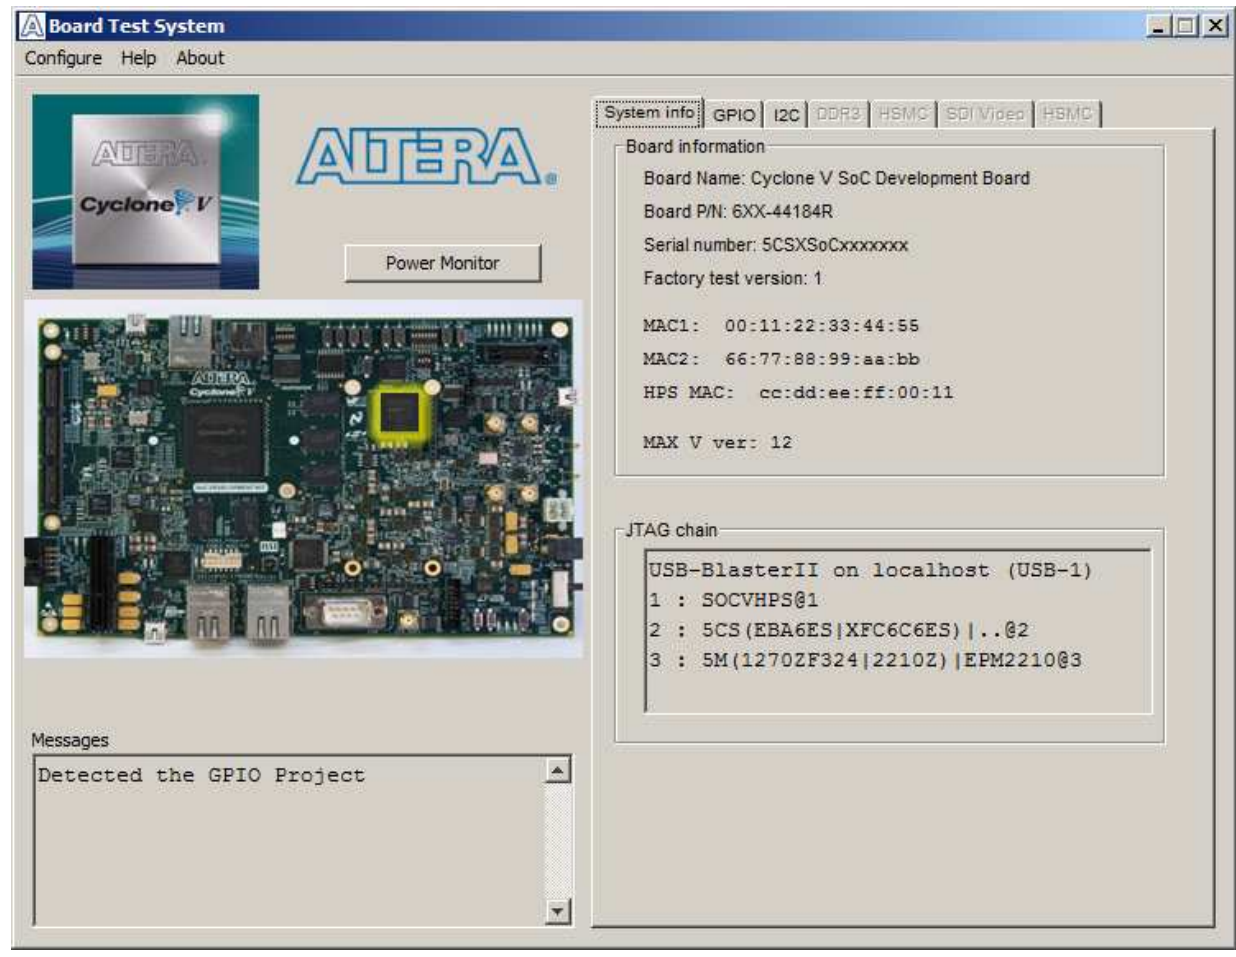 Board Test System
Configure Help About
ALTERA
Cyclone V
ALTERA®
Power Monitor
ALTERA
Cyclone V
System info GPIO I2C DDR3 HSMC SDI Video HSMC
Board information
Board Name: Cyclone V SoC Development Board
Board P/N: 6XX-44184R
Serial number: 5CSXSoCxxxxxxx
Factory test version: 1
MAC1: 00:11:22:33:44:55
MAC2: 66:77:88:99:aa:bb
HPS MAC: cc:dd:ee:ff:00:11
MAX V ver: 12
JTAG chain
USB-BlasterII on localhost (USB-1)
1 : SOCVHPS@1
2 : 5CS(EBA6ES|XFC6C6ES)|..@2
3 : 5M(1270ZF324|2210Z)|EPM2210@3
Messages
Detected the GPIO Project